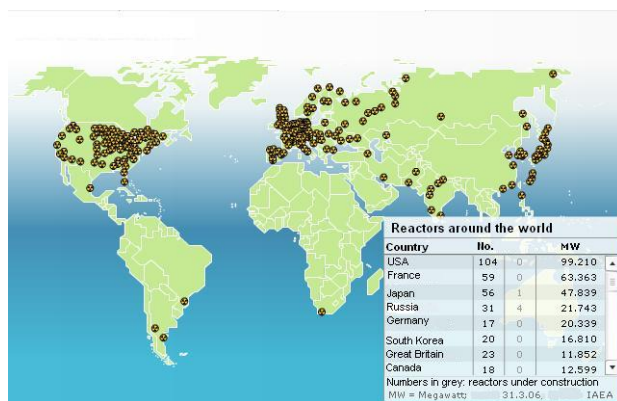 Reactors around the world
Country No. MW
USA 104 0 99.210
France 59 0 63.363
Japan 56 1 47.839
Russia 31 4 21.743
Germany 17 0 20.339
South Korea 20 0 16.810
Great Britain 23 0 11.852
Canada 18 0 12.599
Numbers in grey: reactors under construction
MW = Megawatt; 31.3.06, IAEA